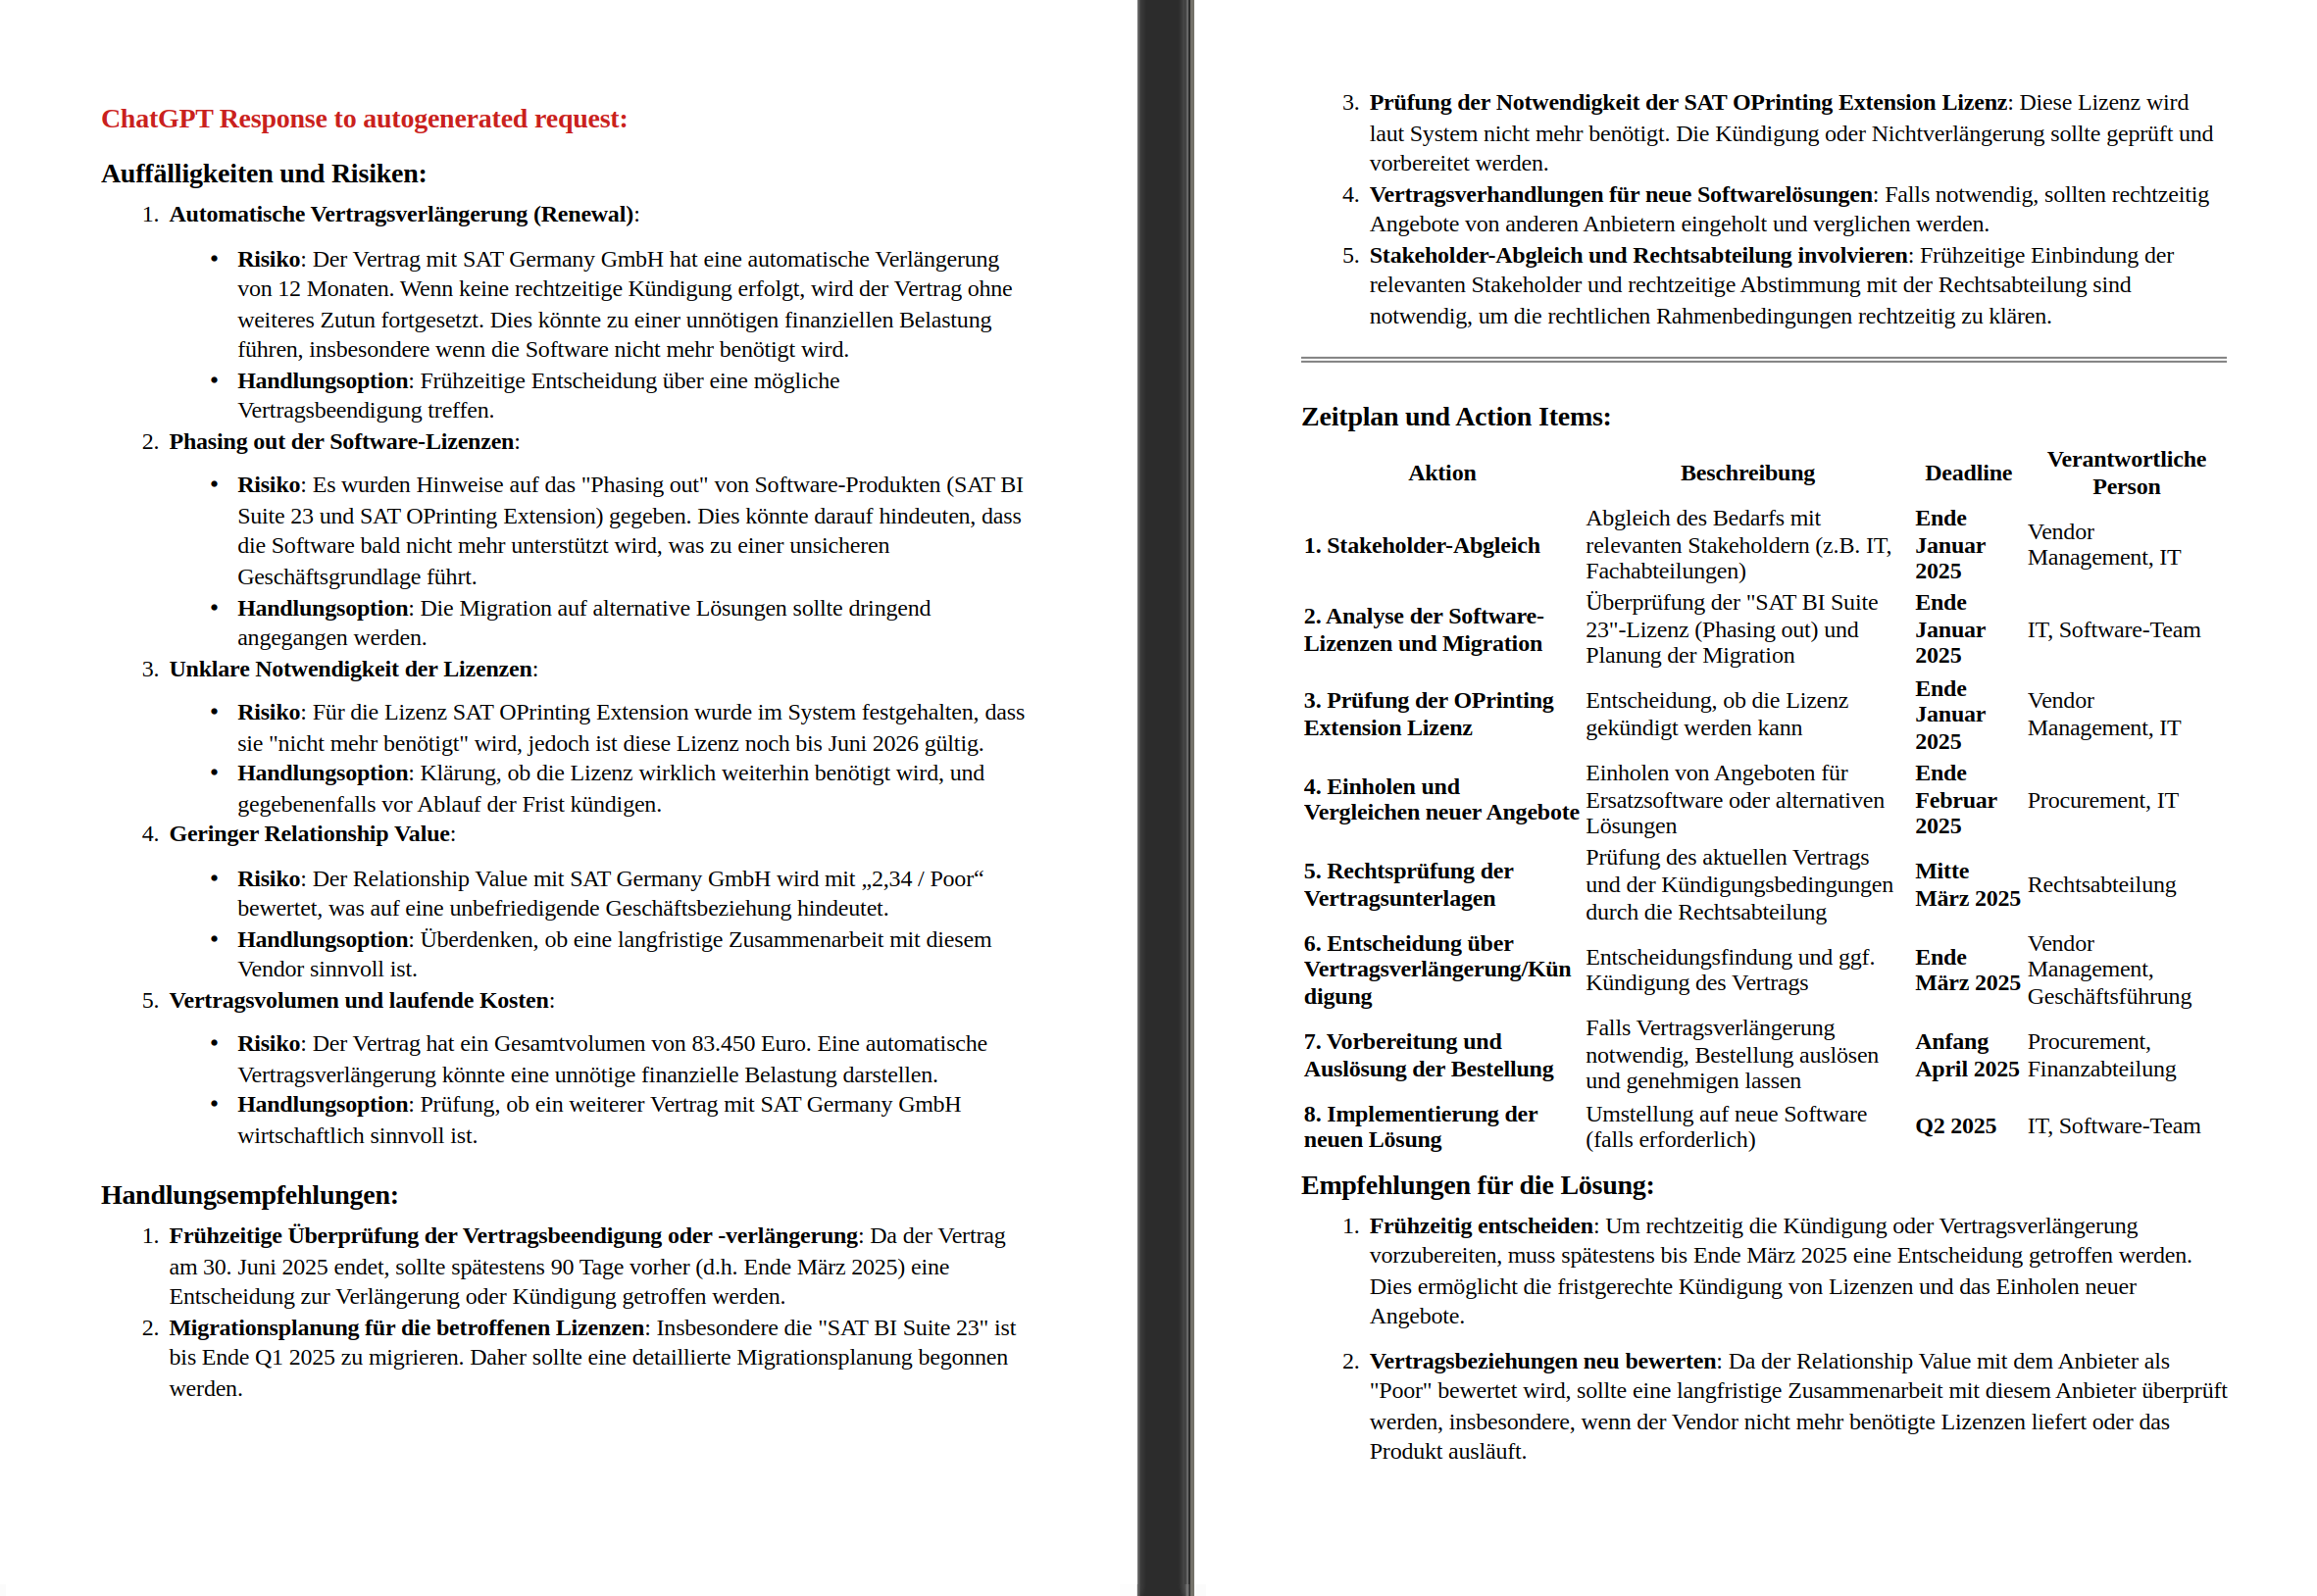 ChatGPT Response to autogenerated request:
Auffälligkeiten und Risiken:
1. Automatische Vertragsverlängerung (Renewal):
• Risiko: Der Vertrag mit SAT Germany GmbH hat eine automatische Verlängerung
von 12 Monaten. Wenn keine rechtzeitige Kündigung erfolgt, wird der Vertrag ohne
weiteres Zutun fortgesetzt. Dies könnte zu einer unnötigen finanziellen Belastung
führen, insbesondere wenn die Software nicht mehr benötigt wird.
• Handlungsoption: Frühzeitige Entscheidung über eine mögliche
Vertragsbeendigung treffen.
2. Phasing out der Software-Lizenzen:
• Risiko: Es wurden Hinweise auf das "Phasing out" von Software-Produkten (SAT BI
Suite 23 und SAT OPrinting Extension) gegeben. Dies könnte darauf hindeuten, dass
die Software bald nicht mehr unterstützt wird, was zu einer unsicheren
Geschäftsgrundlage führt.
• Handlungsoption: Die Migration auf alternative Lösungen sollte dringend
angegangen werden.
3. Unklare Notwendigkeit der Lizenzen:
• Risiko: Für die Lizenz SAT OPrinting Extension wurde im System festgehalten, dass
sie "nicht mehr benötigt" wird, jedoch ist diese Lizenz noch bis Juni 2026 gültig.
• Handlungsoption: Klärung, ob die Lizenz wirklich weiterhin benötigt wird, und
gegebenenfalls vor Ablauf der Frist kündigen.
4. Geringer Relationship Value:
• Risiko: Der Relationship Value mit SAT Germany GmbH wird mit „2,34 / Poor“
bewertet, was auf eine unbefriedigende Geschäftsbeziehung hindeutet.
• Handlungsoption: Überdenken, ob eine langfristige Zusammenarbeit mit diesem
Vendor sinnvoll ist.
5. Vertragsvolumen und laufende Kosten:
• Risiko: Der Vertrag hat ein Gesamtvolumen von 83.450 Euro. Eine automatische
Vertragsverlängerung könnte eine unnötige finanzielle Belastung darstellen.
• Handlungsoption: Prüfung, ob ein weiterer Vertrag mit SAT Germany GmbH
wirtschaftlich sinnvoll ist.
Handlungsempfehlungen:
1. Frühzeitige Überprüfung der Vertragsbeendigung oder -verlängerung: Da der Vertrag
am 30. Juni 2025 endet, sollte spätestens 90 Tage vorher (d.h. Ende März 2025) eine
Entscheidung zur Verlängerung oder Kündigung getroffen werden.
2. Migrationsplanung für die betroffenen Lizenzen: Insbesondere die "SAT BI Suite 23" ist
bis Ende Q1 2025 zu migrieren. Daher sollte eine detaillierte Migrationsplanung begonnen
werden.
3. Prüfung der Notwendigkeit der SAT OPrinting Extension Lizenz: Diese Lizenz wird
laut System nicht mehr benötigt. Die Kündigung oder Nichtverlängerung sollte geprüft und
vorbereitet werden.
4. Vertragsverhandlungen für neue Softwarelösungen: Falls notwendig, sollten rechtzeitig
Angebote von anderen Anbietern eingeholt und verglichen werden.
5. Stakeholder-Abgleich und Rechtsabteilung involvieren: Frühzeitige Einbindung der
relevanten Stakeholder und rechtzeitige Abstimmung mit der Rechtsabteilung sind
notwendig, um die rechtlichen Rahmenbedingungen rechtzeitig zu klären.
Zeitplan und Action Items:
Aktion
Beschreibung
Deadline
Verantwortliche
Person
1. Stakeholder-Abgleich
Abgleich des Bedarfs mit
relevanten Stakeholdern (z.B. IT,
Fachabteilungen)
Ende
Januar
2025
Vendor
Management, IT
2. Analyse der Software-
Lizenzen und Migration
Überprüfung der "SAT BI Suite
23"-Lizenz (Phasing out) und
Planung der Migration
Ende
Januar
2025
IT, Software-Team
3. Prüfung der OPrinting
Extension Lizenz
Entscheidung, ob die Lizenz
gekündigt werden kann
Ende
Januar
2025
Vendor
Management, IT
4. Einholen und
Vergleichen neuer Angebote
Einholen von Angeboten für
Ersatzsoftware oder alternativen
Lösungen
Ende
Februar
2025
Procurement, IT
5. Rechtsprüfung der
Vertragsunterlagen
Prüfung des aktuellen Vertrags
und der Kündigungsbedingungen
durch die Rechtsabteilung
Mitte
März 2025
Rechtsabteilung
6. Entscheidung über
Vertragsverlängerung/Kün
digung
Entscheidungsfindung und ggf.
Kündigung des Vertrags
Ende
März 2025
Vendor
Management,
Geschäftsführung
7. Vorbereitung und
Auslösung der Bestellung
Falls Vertragsverlängerung
notwendig, Bestellung auslösen
und genehmigen lassen
Anfang
April 2025
Procurement,
Finanzabteilung
8. Implementierung der
neuen Lösung
Umstellung auf neue Software
(falls erforderlich)
Q2 2025
IT, Software-Team
Empfehlungen für die Lösung:
1. Frühzeitig entscheiden: Um rechtzeitig die Kündigung oder Vertragsverlängerung
vorzubereiten, muss spätestens bis Ende März 2025 eine Entscheidung getroffen werden.
Dies ermöglicht die fristgerechte Kündigung von Lizenzen und das Einholen neuer
Angebote.
2. Vertragsbeziehungen neu bewerten: Da der Relationship Value mit dem Anbieter als
"Poor" bewertet wird, sollte eine langfristige Zusammenarbeit mit diesem Anbieter überprüft
werden, insbesondere, wenn der Vendor nicht mehr benötigte Lizenzen liefert oder das
Produkt ausläuft.